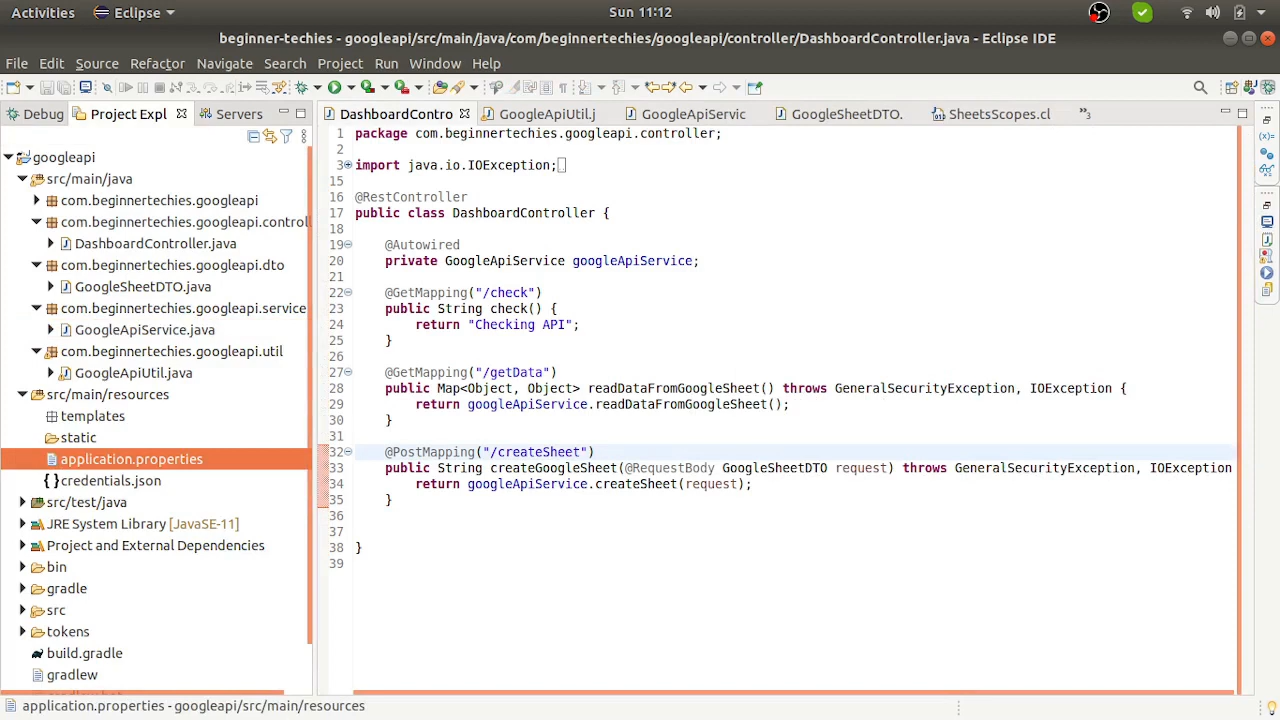 Activities Eclipse Sun 11:12
beginner-techies - googleapi/src/main/java/com/beginnertechies/googleapi/controller/DashboardController.java - Eclipse IDE
File Edit Source Refactor Navigate Search Project Run Window Help
Debug Project Expl Servers
DashboardContro GoogleApiUtil.j GoogleApiServic GoogleSheetDTO. SheetsScopes.cl »3
googleapi
src/main/java
com.beginnertechies.googleapi
com.beginnertechies.googleapi.control
DashboardController.java
com.beginnertechies.googleapi.dto
GoogleSheetDTO.java
com.beginnertechies.googleapi.service
GoogleApiService.java
com.beginnertechies.googleapi.util
GoogleApiUtil.java
src/main/resources
templates
static
application.properties
credentials.json
src/test/java
JRE System Library [JavaSE-11]
Project and External Dependencies
bin
gradle
src
tokens
build.gradle
gradlew
1 package com.beginnertechies.googleapi.controller;
2
3 import java.io.IOException;
15
16 @RestController
17 public class DashboardController {
18
19 @Autowired
20 private GoogleApiService googleApiService;
21
22 @GetMapping("/check")
23 public String check() {
24 return "Checking API";
25 }
26
27 @GetMapping("/getData")
28 public Map<Object, Object> readDataFromGoogleSheet() throws GeneralSecurityException, IOException {
29 return googleApiService.readDataFromGoogleSheet();
30 }
31
32 @PostMapping("/createSheet")
33 public String createGoogleSheet(@RequestBody GoogleSheetDTO request) throws GeneralSecurityException, IOException
34 return googleApiService.createSheet(request);
35 }
36
37
38 }
39
application.properties - googleapi/src/main/resources